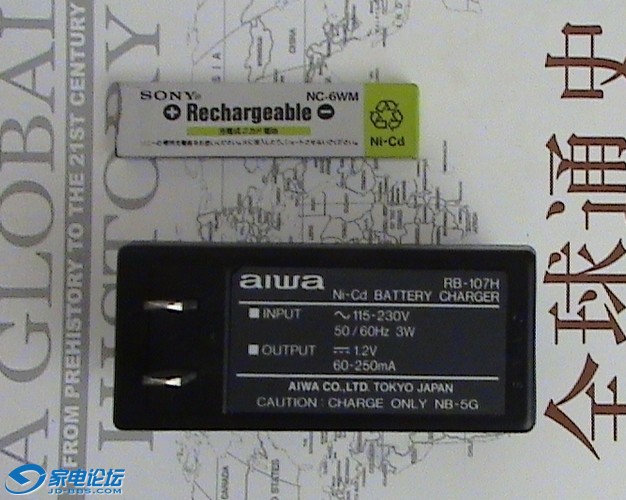 A GLOBAL HISTORY
FROM PREHISTORY TO THE 21ST CENTURY
全球通史
SONY® NC-6WM
+ Rechargeable -
Ni-Cd
aiwa RB-107H
Ni-Cd BATTERY CHARGER
INPUT ~115-230V
50/60Hz 3W
OUTPUT ⎓ 1.2V
60-250mA
AIWA CO.,LTD. TOKYO JAPAN
CAUTION : CHARGE ONLY NB-5G
家电论坛
JD-BBS.COM
CHINA
CANADA